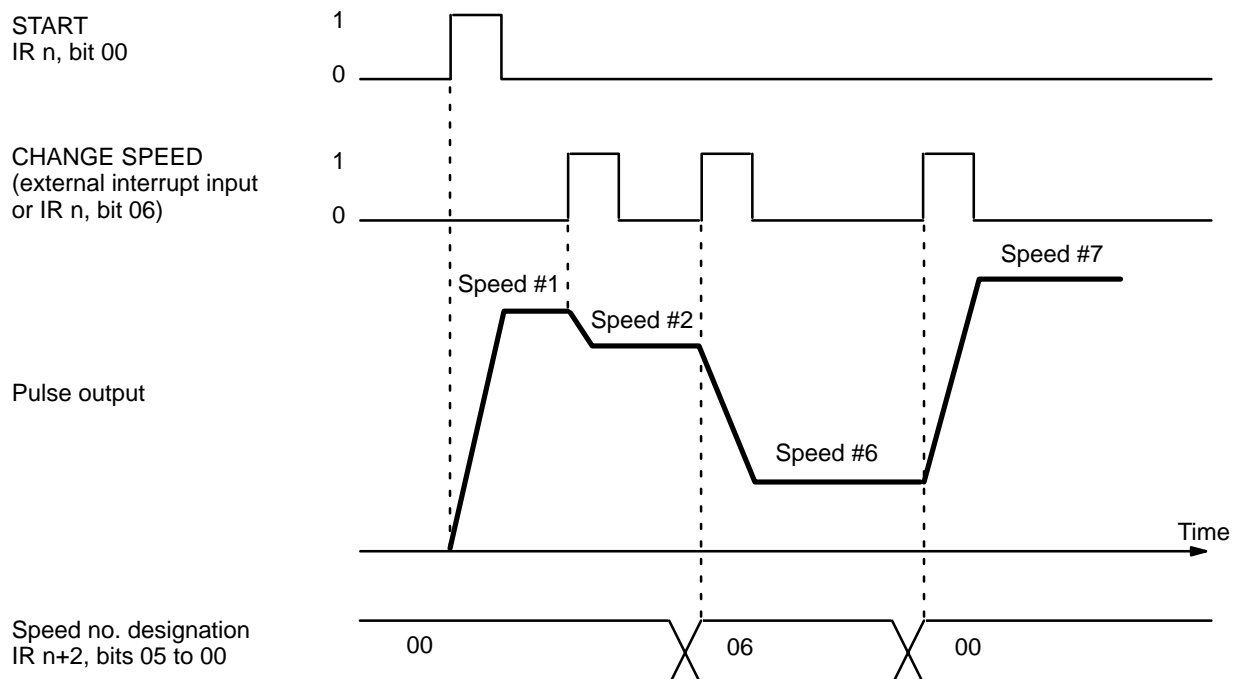 START
IR n, bit 00
1
0
CHANGE SPEED
(external interrupt input
or IR n, bit 06)
1
0
Speed #7
Speed #1
Speed #2
Pulse output
Speed #6
Time
Speed no. designation
IR n+2, bits 05 to 00
00
06
00